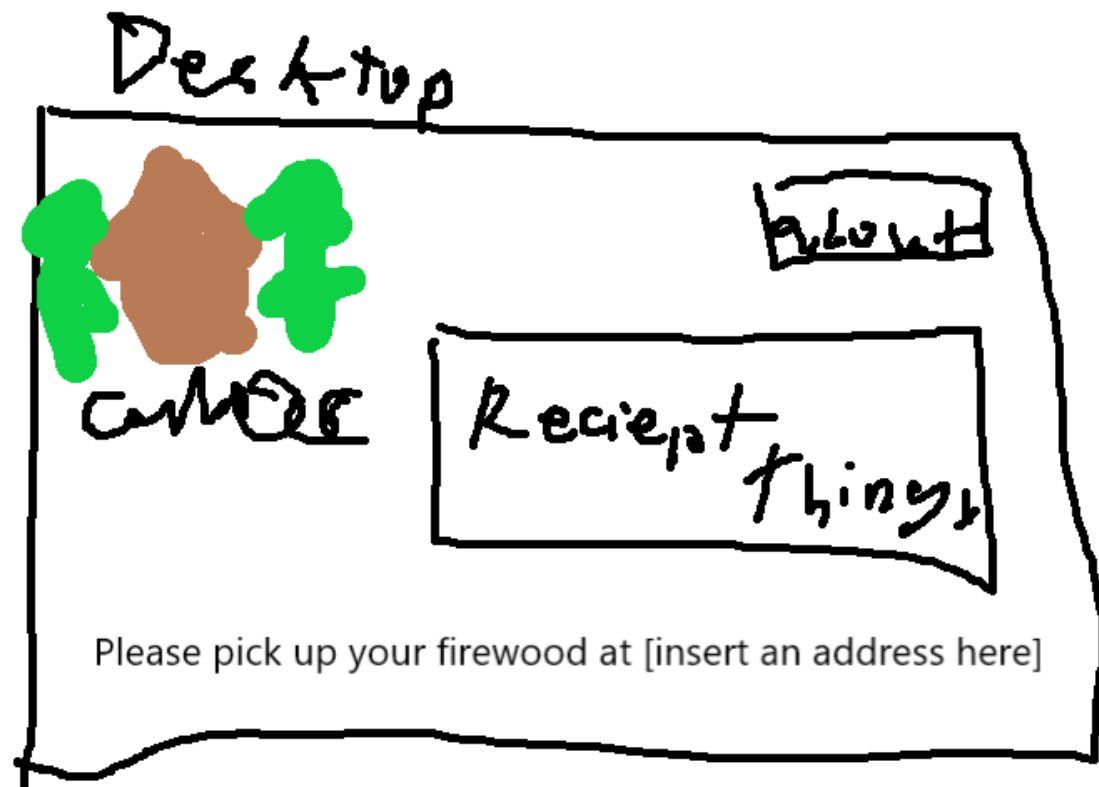 Desktop
about
Reciept
things
Please pick up your firewood at [insert an address here]